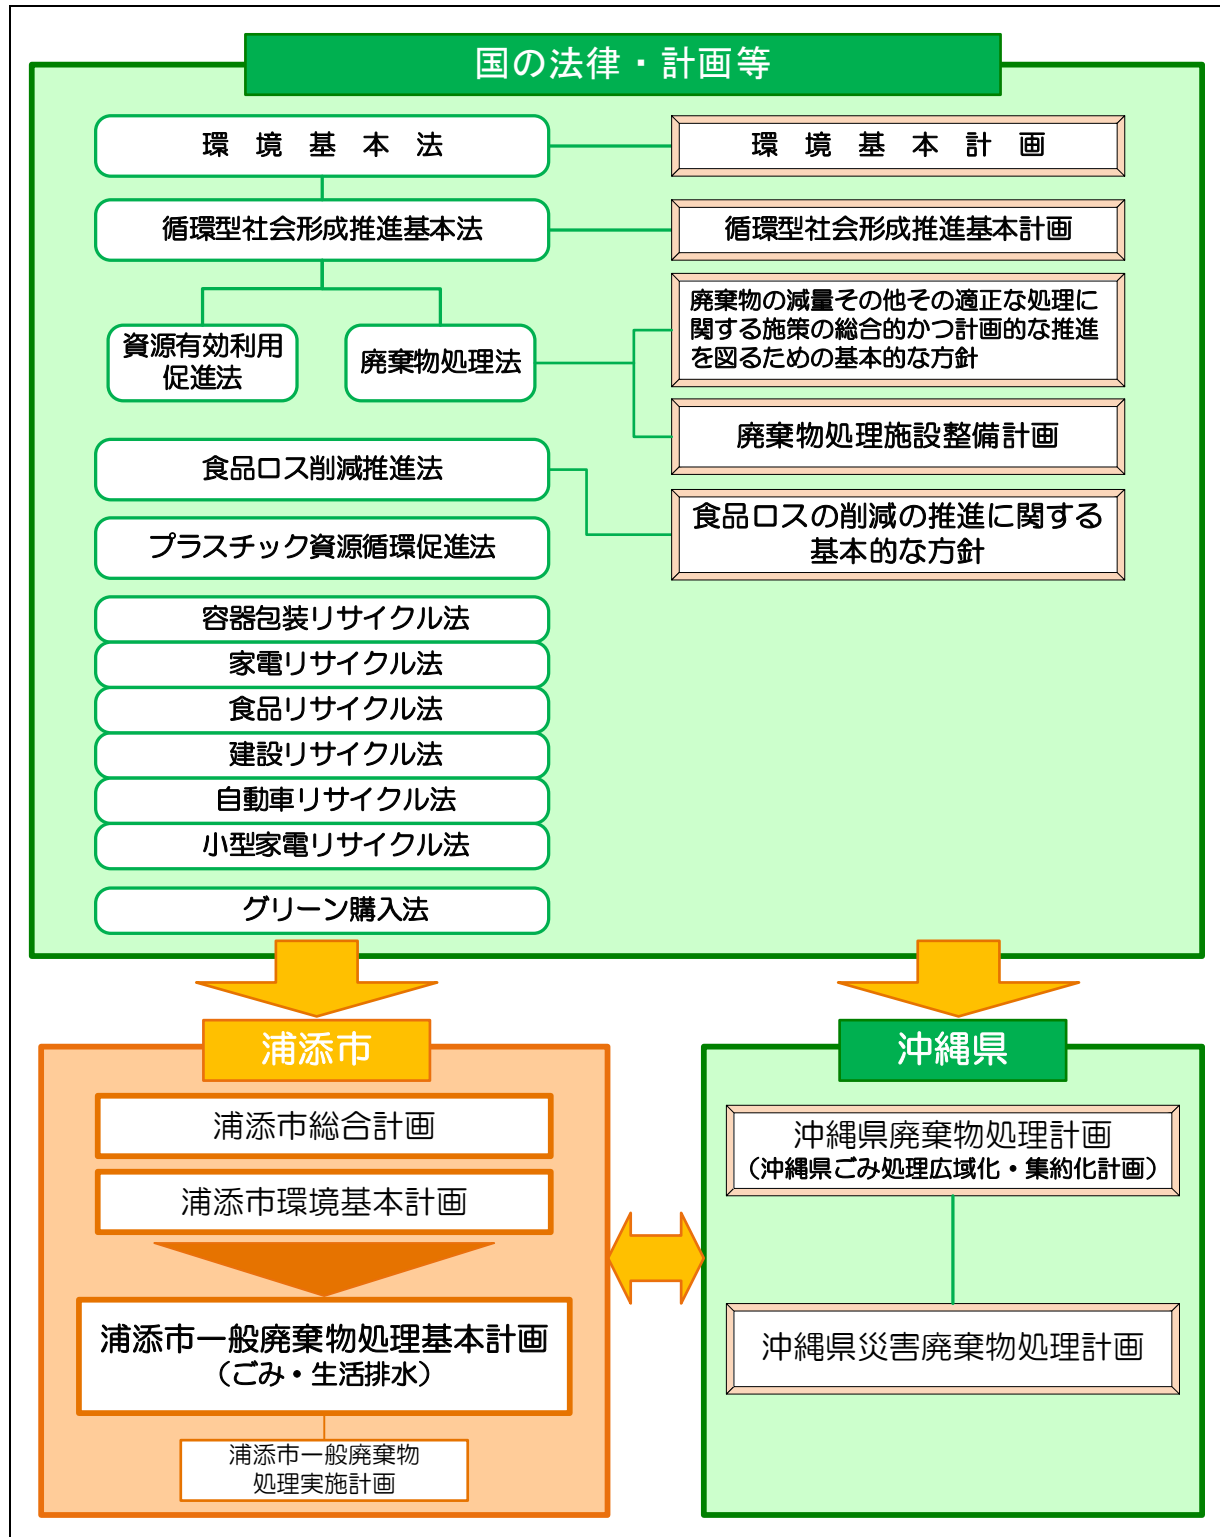 国の法律・計画等
環境基本法
環境基本計画
循環型社会形成推進基本法
循環型社会形成推進基本計画
資源有効利用
促進法
廃棄物処理法
廃棄物の減量その他その適正な処理に
関する施策の総合的かつ計画的な推進
を図るための基本的な方針
廃棄物処理施設整備計画
食品ロス削減推進法
食品ロスの削減の推進に関する
基本的な方針
プラスチック資源循環促進法
容器包装リサイクル法
家電リサイクル法
食品リサイクル法
建設リサイクル法
自動車リサイクル法
小型家電リサイクル法
グリーン購入法
浦添市
浦添市総合計画
浦添市環境基本計画
浦添市一般廃棄物処理基本計画
（ごみ・生活排水）
浦添市一般廃棄物
処理実施計画
沖縄県
沖縄県廃棄物処理計画
（沖縄県ごみ処理広域化・集約化計画）
沖縄県災害廃棄物処理計画